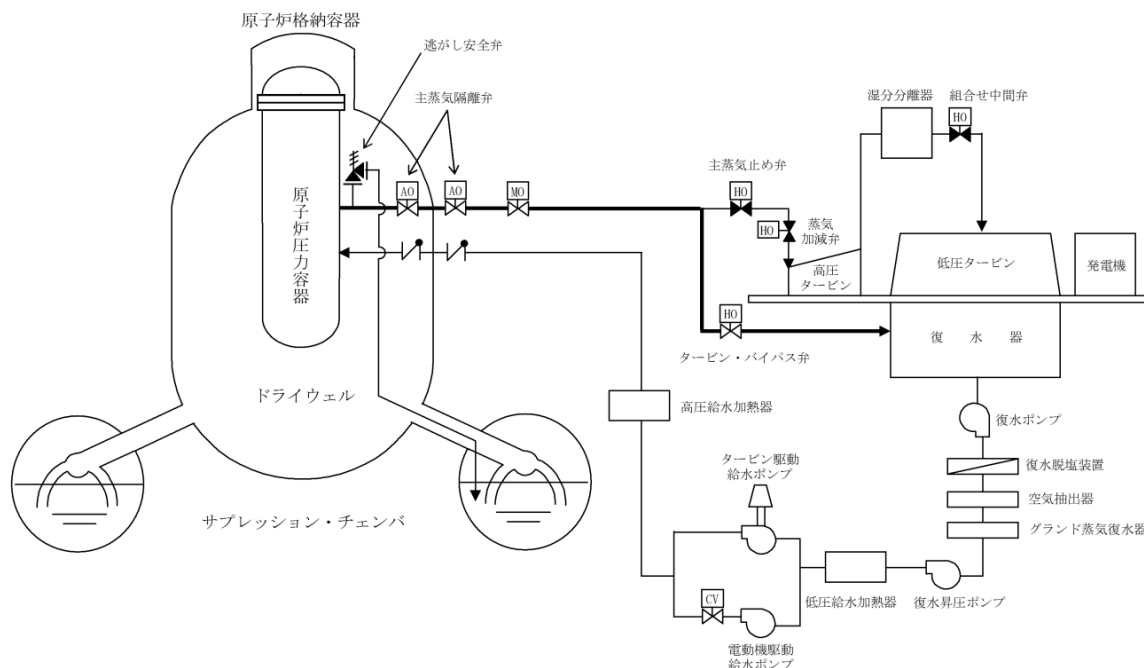 原子炉格納容器
逃がし安全弁
主蒸気隔離弁
湿分分離器
組合せ中間弁
HO
主蒸気止め弁
HO
AO
AO
MO
蒸気
加減弁
HO
原子炉圧力容器
高圧
タービン
低圧タービン
発電機
HO
復水器
タービン・バイパス弁
ドライウェル
高圧給水加熱器
復水ポンプ
タービン駆動
給水ポンプ
復水脱塩装置
空気抽出器
サプレッション・チェンバ
グランド蒸気復水器
CV
低圧給水加熱器
復水昇圧ポンプ
電動機駆動
給水ポンプ